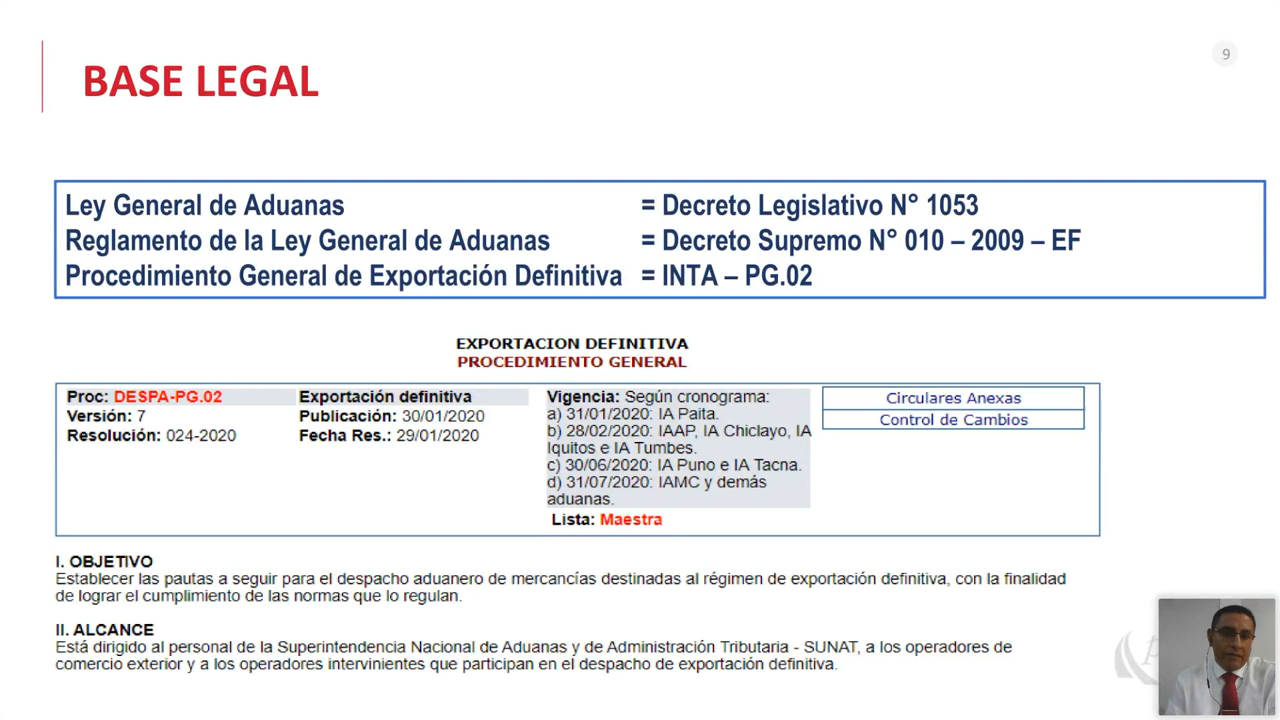 9
BASE LEGAL
Ley General de Aduanas = Decreto Legislativo N° 1053
Reglamento de la Ley General de Aduanas = Decreto Supremo N° 010 – 2009 – EF
Procedimiento General de Exportación Definitiva = INTA – PG.02
EXPORTACION DEFINITIVA
PROCEDIMIENTO GENERAL
Proc: DESPA-PG.02
Versión: 7
Resolución: 024-2020
Exportación definitiva
Publicación: 30/01/2020
Fecha Res.: 29/01/2020
Vigencia: Según cronograma:
a) 31/01/2020: IA Paita.
b) 28/02/2020: IAAP, IA Chiclayo, IA
Iquitos e IA Tumbes.
c) 30/06/2020: IA Puno e IA Tacna.
d) 31/07/2020: IAMC y demás
aduanas.
Lista: Maestra
Circulares Anexas
Control de Cambios
I. OBJETIVO
Establecer las pautas a seguir para el despacho aduanero de mercancías destinadas al régimen de exportación definitiva, con la finalidad
de lograr el cumplimiento de las normas que lo regulan.
II. ALCANCE
Está dirigido al personal de la Superintendencia Nacional de Aduanas y de Administración Tributaria - SUNAT, a los operadores de
comercio exterior y a los operadores intervinientes que participan en el despacho de exportación definitiva.